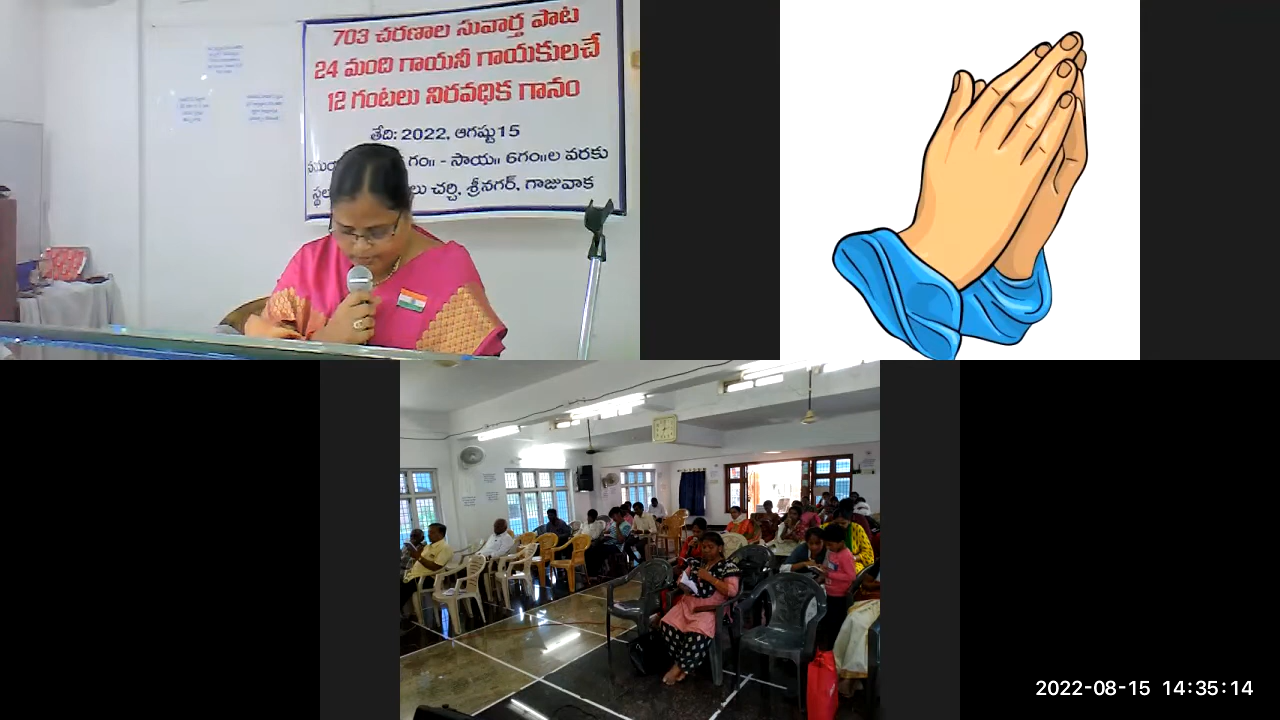 703 చరణాల సువార్త పాట
24 మంది గాయనీ గాయకులచే
12 గంటలు నిరవధిక గానం
తేది: 2022, ఆగష్టు 15
గం॥ - సాయ॥ 6గం॥ల వరకు
చర్చి, శ్రీనగర్, గాజువాక
2022-08-15 14:35:14